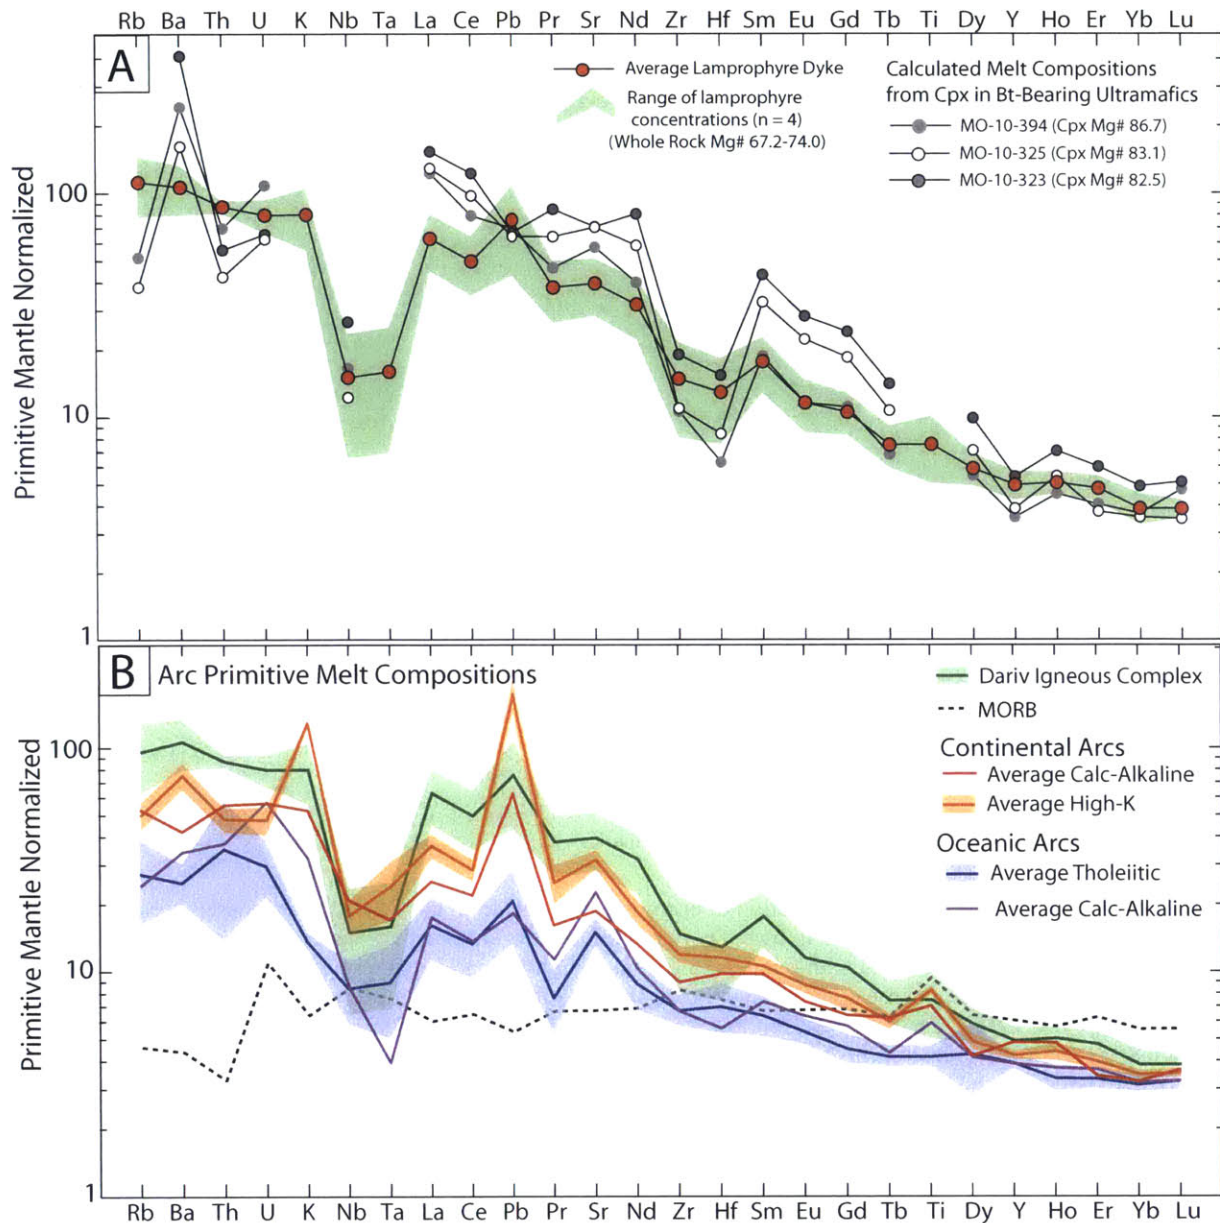 Rb Ba Th U K Nb Ta La Ce Pb Pr Sr Nd Zr Hf Sm Eu Gd Tb Ti Dy Y Ho Er Yb Lu
A
Average Lamprophyre Dyke
Range of lamprophyre
concentrations (n = 4)
(Whole Rock Mg# 67.2-74.0)
Calculated Melt Compositions
from Cpx in Bt-Bearing Ultramafics
MO-10-394 (Cpx Mg# 86.7)
MO-10-325 (Cpx Mg# 83.1)
MO-10-323 (Cpx Mg# 82.5)
Primitive Mantle Normalized
100
10
1
B Arc Primitive Melt Compositions
Dariv Igneous Complex
MORB
Continental Arcs
Average Calc-Alkaline
Average High-K
Oceanic Arcs
Average Tholeiitic
Average Calc-Alkaline
Primitive Mantle Normalized
100
10
1
Rb Ba Th U K Nb Ta La Ce Pb Pr Sr Nd Zr Hf Sm Eu Gd Tb Ti Dy Y Ho Er Yb Lu